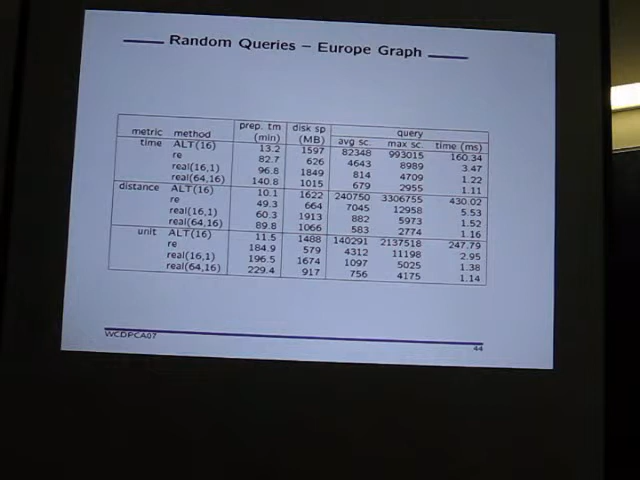 Random Queries – Europe Graph
prep. tm disk sp query
metric method (min) (MB) avg sc. max sc. time (ms)
time ALT(16) 13.2 1597 82348 993015 160.34
re 82.7 626 4643 8989 3.47
real(16,1) 96.8 1849 814 4709 1.22
real(64,16) 140.8 1015 679 2955 1.11
distance ALT(16) 10.1 1622 240750 3306755 430.02
re 49.3 664 7045 12958 5.53
real(16,1) 60.3 1913 882 5973 1.52
real(64,16) 89.8 1066 583 2774 1.16
unit ALT(16) 11.5 1488 140291 2137518 247.79
re 184.9 579 4312 11198 2.95
real(16,1) 196.5 1674 1097 5025 1.38
real(64,16) 229.4 917 756 4175 1.14
WCDPCA07 44